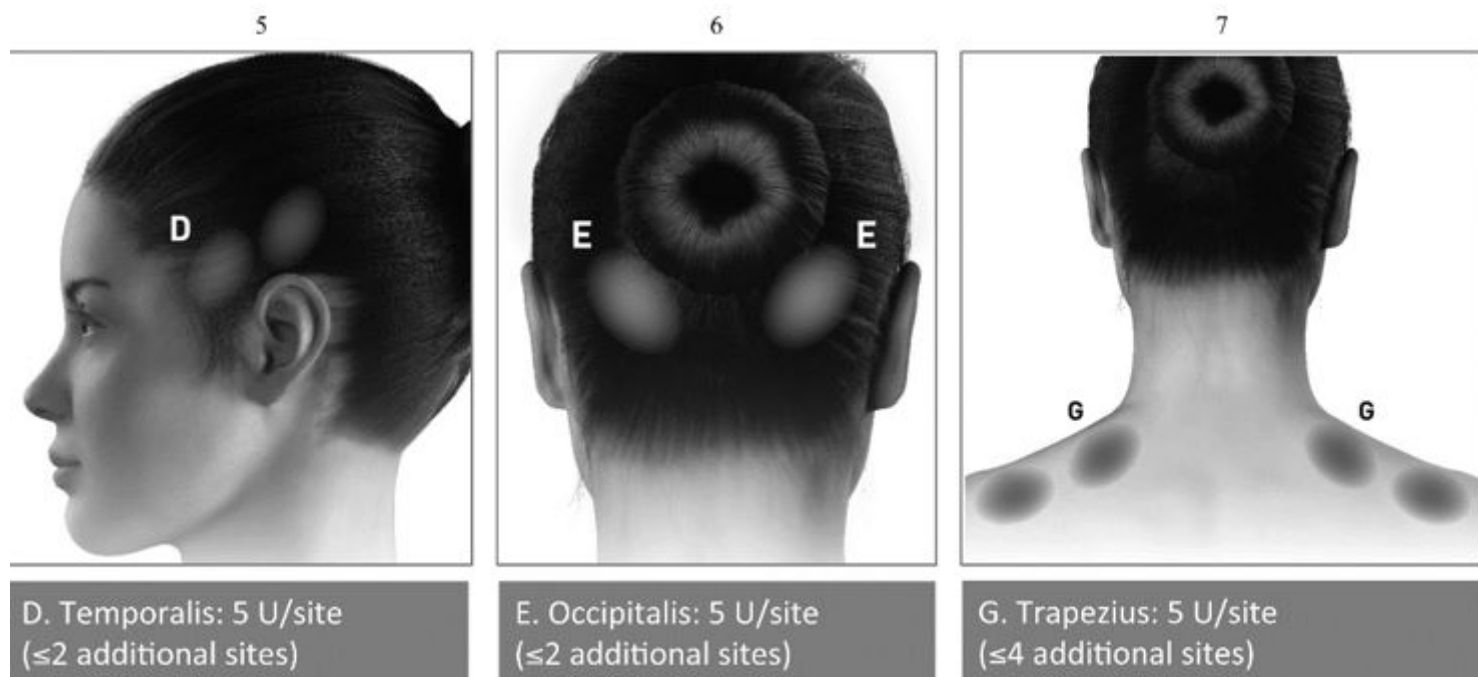 5
6
7
D
E
E
G
G
D. Temporalis: 5 U/site
(≤2 additional sites)
E. Occipitalis: 5 U/site
(≤2 additional sites)
G. Trapezius: 5 U/site
(≤4 additional sites)